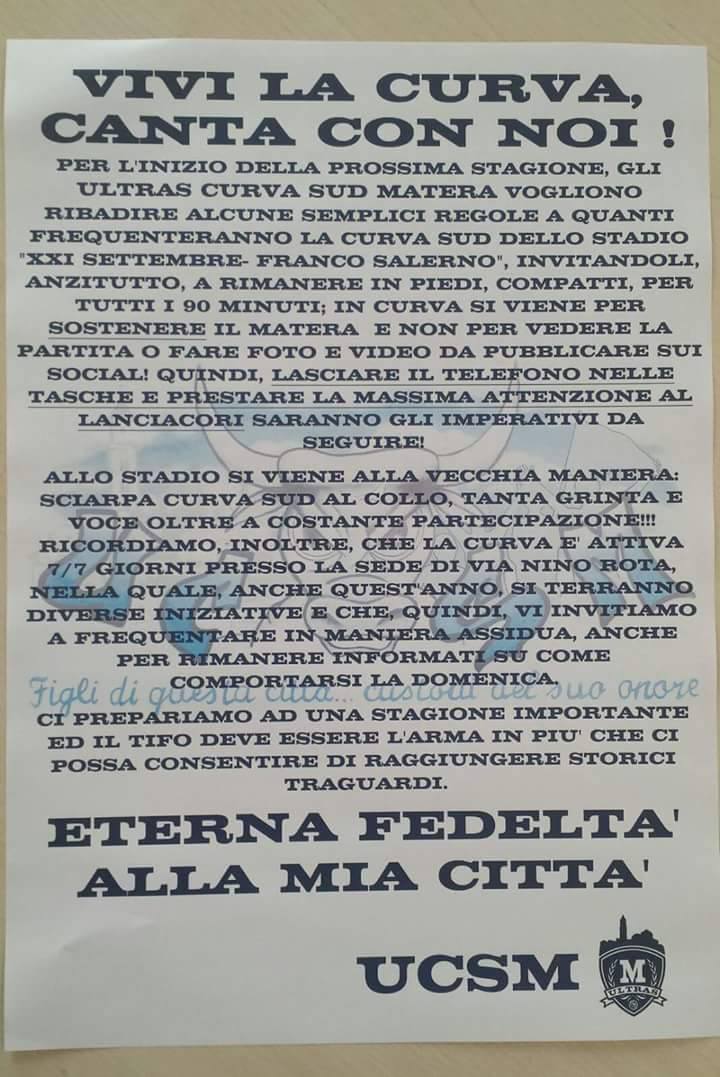 VIVI LA CURVA,
CANTA CON NOI !
PER L'INIZIO DELLA PROSSIMA STAGIONE, GLI
ULTRAS CURVA SUD MATERA VOGLIONO
RIBADIRE ALCUNE SEMPLICI REGOLE A QUANTI
FREQUENTERANNO LA CURVA SUD DELLO STADIO
"XXI SETTEMBRE- FRANCO SALERNO", INVITANDOLI,
ANZITUTTO, A RIMANERE IN PIEDI, COMPATTI, PER
TUTTI I 90 MINUTI; IN CURVA SI VIENE PER
SOSTENERE IL MATERA E NON PER VEDERE LA
PARTITA O FARE FOTO E VIDEO DA PUBBLICARE SUI
SOCIAL! QUINDI, LASCIARE IL TELEFONO NELLE
TASCHE E PRESTARE LA MASSIMA ATTENZIONE AL
LANCIACORI SARANNO GLI IMPERATIVI DA
SEGUIRE!
ALLO STADIO SI VIENE ALLA VECCHIA MANIERA:
SCIARPA CURVA SUD AL COLLO, TANTA GRINTA E
VOCE OLTRE A COSTANTE PARTECIPAZIONE!!!
RICORDIAMO, INOLTRE, CHE LA CURVA E' ATTIVA
7/7 GIORNI PRESSO LA SEDE DI VIA NINO ROTA,
NELLA QUALE, ANCHE QUEST'ANNO, SI TERRANNO
DIVERSE INIZIATIVE E CHE, QUINDI, VI INVITIAMO
A FREQUENTARE IN MANIERA ASSIDUA, ANCHE
PER RIMANERE INFORMATI SU COME
COMPORTARSI LA DOMENICA.
Figli di questa città... custodi del suo onore
CI PREPARIAMO AD UNA STAGIONE IMPORTANTE
ED IL TIFO DEVE ESSERE L'ARMA IN PIU' CHE CI
POSSA CONSENTIRE DI RAGGIUNGERE STORICI
TRAGUARDI.
ETERNA FEDELTA'
ALLA MIA CITTA'
UCSM
M
ULTRAS